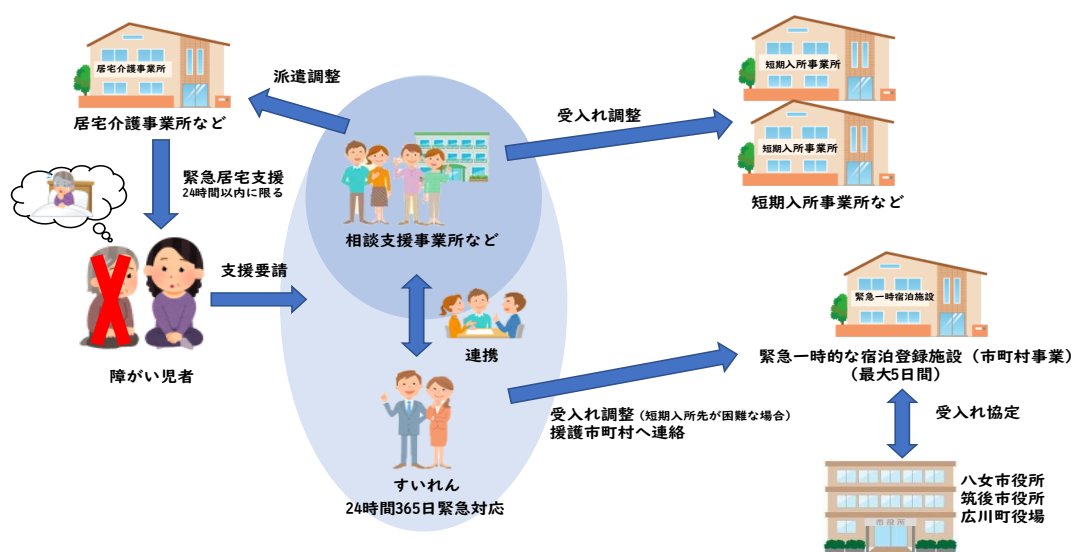 居宅介護事業所
居宅介護事業所など
派遣調整
受入れ調整
短期入所事業所
短期入所事業所
短期入所事業所など
緊急居宅支援
24時間以内に限る
相談支援事業所など
支援要請
障がい児者
連携
緊急一時宿泊施設
緊急一時的な宿泊登録施設（市町村事業）
（最大5日間）
受入れ調整（短期入所先が困難な場合）
援護市町村へ連絡
受入れ協定
すいれん
24時間365日緊急対応
市役所
八女市役所
筑後市役所
広川町役場